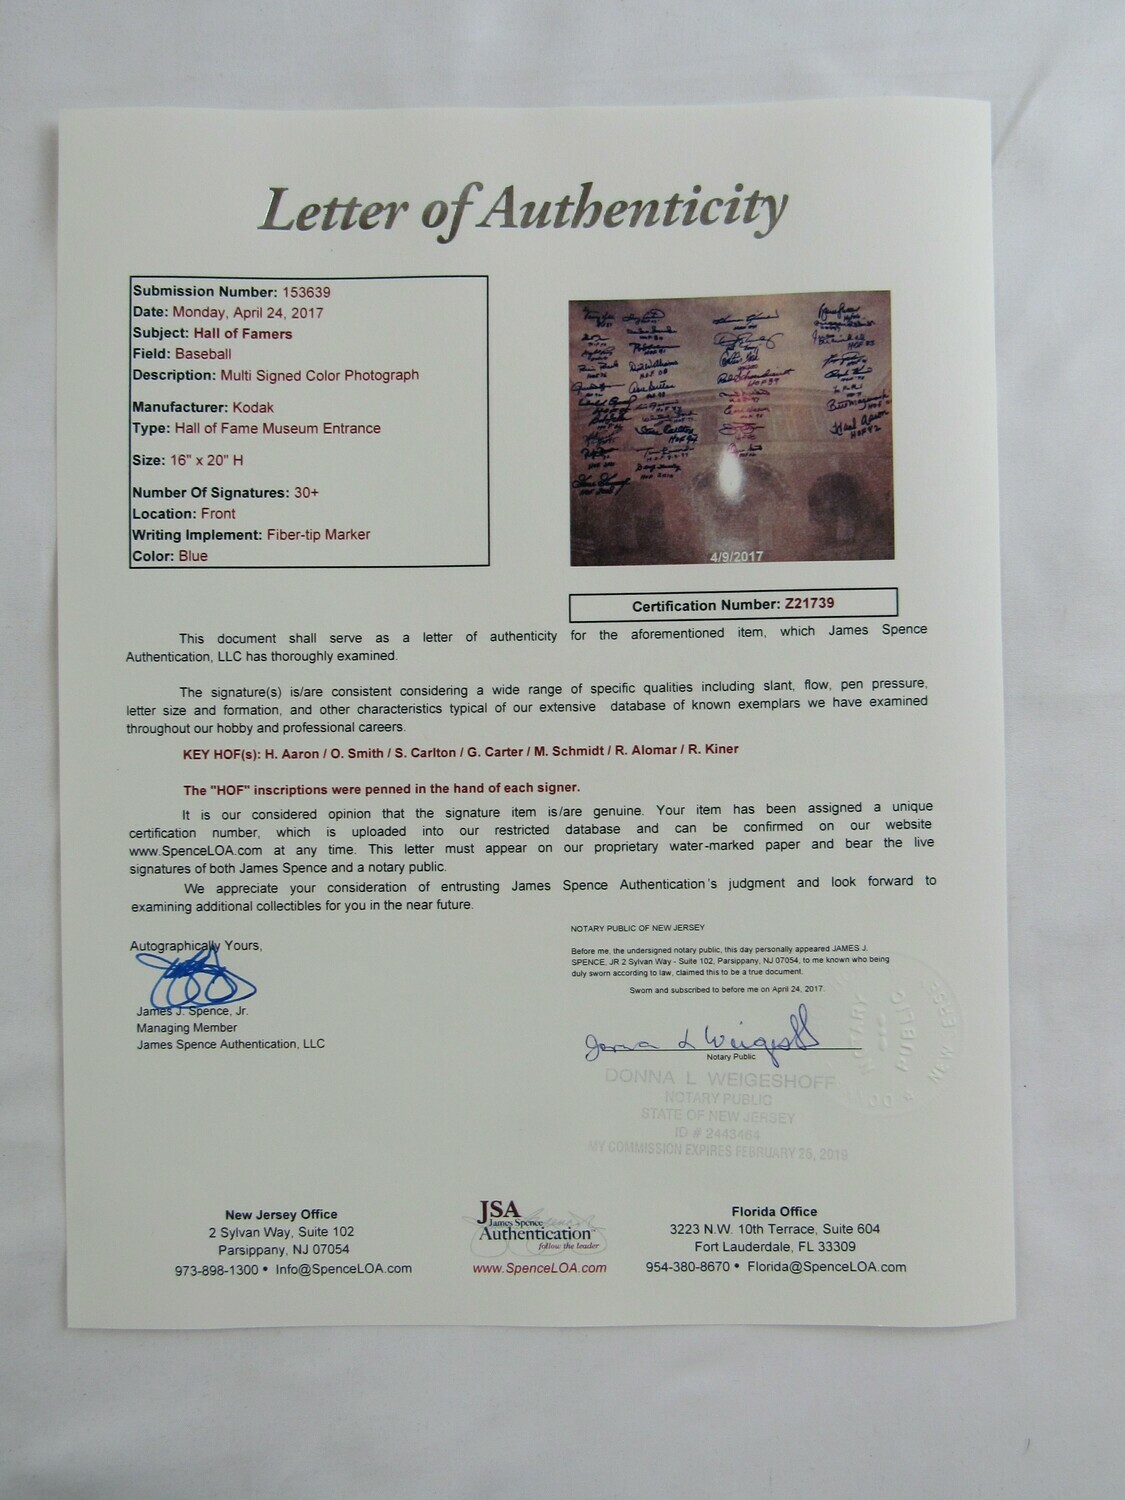 Letter of Authenticity
Submission Number: 153639
Date: Monday, April 24, 2017
Subject: Hall of Famers
Field: Baseball
Description: Multi Signed Color Photograph
Manufacturer: Kodak
Type: Hall of Fame Museum Entrance
Size: 16" x 20" H
Number Of Signatures: 30+
Location: Front
Writing Implement: Fiber-tip Marker
Color: Blue
4/9/2017
Certification Number: Z21739
This document shall serve as a letter of authenticity for the aforementioned item, which James Spence
Authentication, LLC has thoroughly examined.
The signature(s) is/are consistent considering a wide range of specific qualities including slant, flow, pen pressure,
letter size and formation, and other characteristics typical of our extensive database of known exemplars we have examined
throughout our hobby and professional careers.
KEY HOF(s): H. Aaron / O. Smith / S. Carlton / G. Carter / M. Schmidt / R. Alomar / R. Kiner
The "HOF" inscriptions were penned in the hand of each signer.
It is our considered opinion that the signature item is/are genuine. Your item has been assigned a unique
certification number, which is uploaded into our restricted database and can be confirmed on our website
www.SpenceLOA.com at any time. This letter must appear on our proprietary water-marked paper and bear the live
signatures of both James Spence and a notary public.
We appreciate your consideration of entrusting James Spence Authentication's judgment and look forward to
examining additional collectibles for you in the near future.
Autographically Yours,
James J. Spence, Jr.
Managing Member
James Spence Authentication, LLC
NOTARY PUBLIC OF NEW JERSEY
Before me, the undersigned notary public, this day personally appeared JAMES J.
SPENCE, JR 2 Sylvan Way - Suite 102, Parsippany, NJ 07054, to me known who being
duly sworn according to law, claimed this to be a true document.
Sworn and subscribed to before me on April 24, 2017.
Notary Public
DONNA L WEIGESHOFF
NOTARY PUBLIC
STATE OF NEW JERSEY
ID # 2443464
MY COMMISSION EXPIRES FEBRUARY 25, 2019
NOTARY
PUBLIC
NEW JERSEY
New Jersey Office
2 Sylvan Way, Suite 102
Parsippany, NJ 07054
973-898-1300 • Info@SpenceLOA.com
JSA
James Spence
Authentication
follow the leader
www.SpenceLOA.com
Florida Office
3223 N.W. 10th Terrace, Suite 604
Fort Lauderdale, FL 33309
954-380-8670 • Florida@SpenceLOA.com